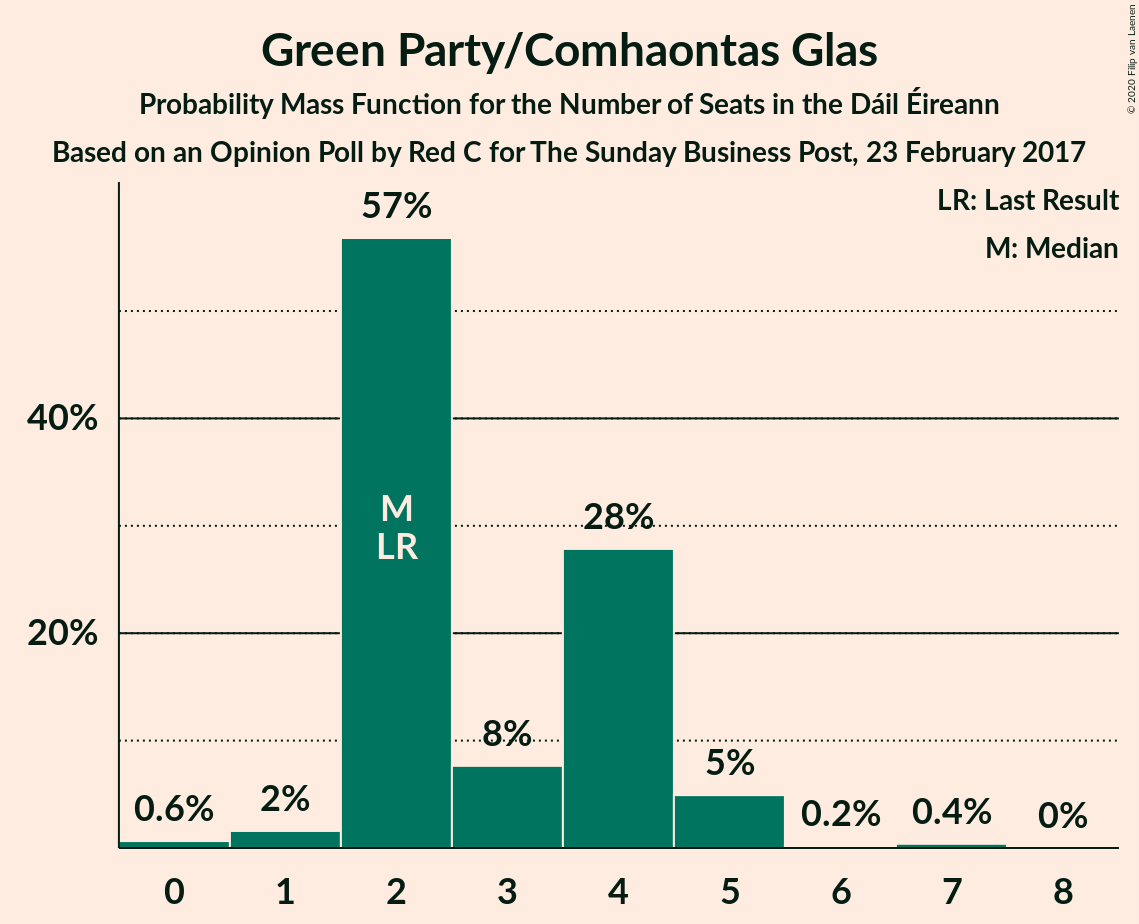 Green Party/Comhaontas Glas
Probability Mass Function for the Number of Seats in the Dáil Éireann
Based on an Opinion Poll by Red C for The Sunday Business Post, 23 February 2017
© 2020 Filip van Laenen
LR: Last Result
M: Median
40%
20%
0.6%
2%
57%
M
LR
8%
28%
5%
0.2%
0.4%
0%
0 1 2 3 4 5 6 7 8